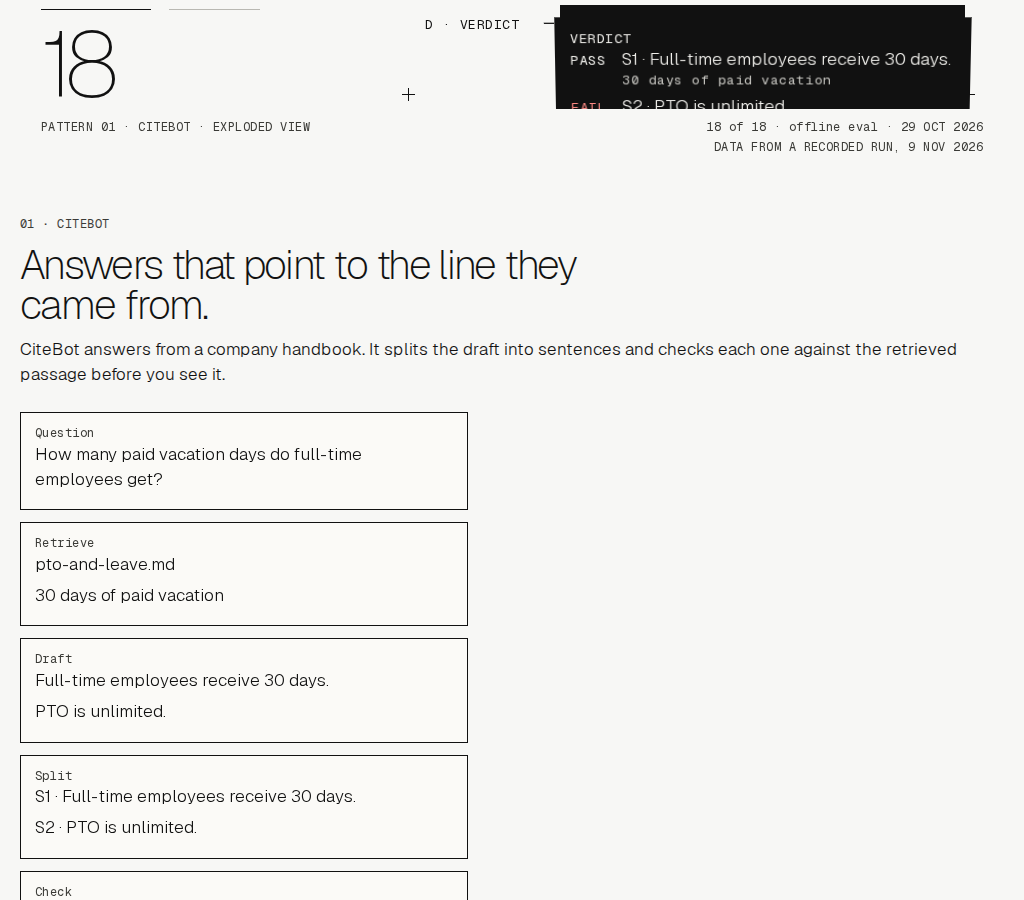 18
D · VERDICT
VERDICT
PASS S1 · Full-time employees receive 30 days.
30 days of paid vacation
FAIL S2 · PTO is unlimited
PATTERN 01 · CITEBOT · EXPLODED VIEW
18 of 18 · offline eval · 29 OCT 2026
DATA FROM A RECORDED RUN, 9 NOV 2026
01 · CITEBOT
Answers that point to the line they
came from.
CiteBot answers from a company handbook. It splits the draft into sentences and checks each one against the retrieved
passage before you see it.
Question
How many paid vacation days do full-time
employees get?
Retrieve
pto-and-leave.md
30 days of paid vacation
Draft
Full-time employees receive 30 days.
PTO is unlimited.
Split
S1 · Full-time employees receive 30 days.
S2 · PTO is unlimited.
Check